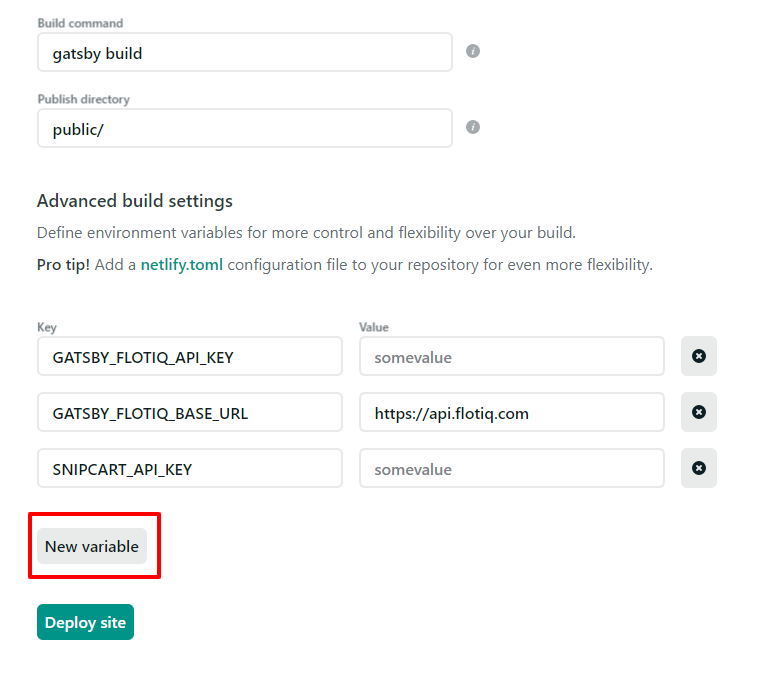 Build command
gatsby build
Publish directory
public/
Advanced build settings
Define environment variables for more control and flexibility over your build.
Pro tip! Add a netlify.toml configuration file to your repository for even more flexibility.
Key Value
GATSBY_FLOTIQ_API_KEY somevalue
GATSBY_FLOTIQ_BASE_URL https://api.flotiq.com
SNIPCART_API_KEY somevalue
New variable
Deploy site